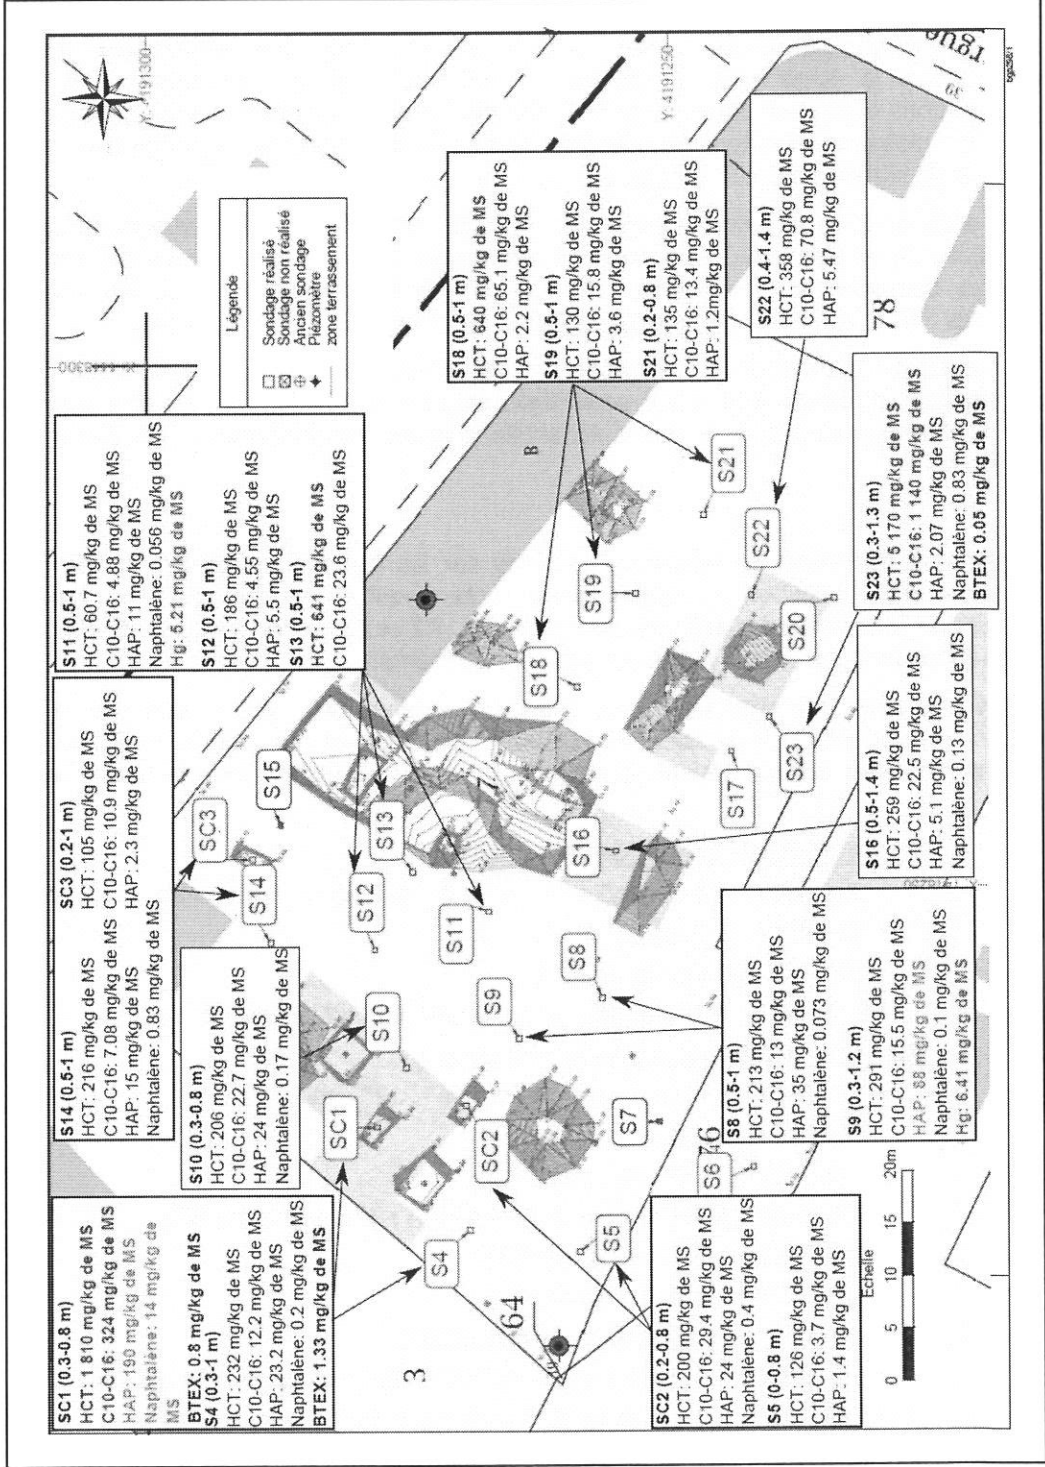 SC1 (0.3-0.8 m)
HCT: 1 810 mg/kg de MS
C10-C16: 324 mg/kg de MS
HAP: 190 mg/kg de MS
Naphtalène: 14 mg/kg de
MS
BTEX: 0.8 mg/kg de MS
S4 (0.3-1 m)
HCT: 232 mg/kg de MS
C10-C16: 12.2 mg/kg de MS
HAP: 23.2 mg/kg de MS
Naphtalène: 0.2 mg/kg de MS
BTEX: 1.33 mg/kg de MS
S14 (0.5-1 m)
HCT: 216 mg/kg de MS
C10-C16: 7.08 mg/kg de MS
HAP: 15 mg/kg de MS
Naphtalène: 0.83 mg/kg de MS
SC3 (0.2-1 m)
HCT: 105 mg/kg de MS
C10-C16: 10.9 mg/kg de MS
HAP: 2.3 mg/kg de MS
S10 (0.3-0.8 m)
HCT: 206 mg/kg de MS
C10-C16: 22.7 mg/kg de MS
HAP: 24 mg/kg de MS
Naphtalène: 0.17 mg/kg de MS
S11 (0.5-1 m)
HCT: 60.7 mg/kg de MS
C10-C16: 4.88 mg/kg de MS
HAP: 11 mg/kg de MS
Naphtalène: 0.056 mg/kg de MS
Hg: 5.21 mg/kg de MS
S12 (0.5-1 m)
HCT: 186 mg/kg de MS
C10-C16: 4.55 mg/kg de MS
HAP: 5.5 mg/kg de MS
S13 (0.5-1 m)
HCT: 641 mg/kg de MS
C10-C16: 23.6 mg/kg de MS
Y: 4191300
Légende
Sondage réalisé
Sondage non réalisé
Ancien sondage
Piézomètre
zone terrassement
S18 (0.5-1 m)
HCT: 640 mg/kg de MS
C10-C16: 65.1 mg/kg de MS
HAP: 2.2 mg/kg de MS
S19 (0.5-1 m)
HCT: 130 mg/kg de MS
C10-C16: 15.8 mg/kg de MS
HAP: 3.6 mg/kg de MS
S21 (0.2-0.8 m)
HCT: 135 mg/kg de MS
C10-C16: 13.4 mg/kg de MS
HAP: 1.2mg/kg de MS
Y: 4191250
rgue
39
S22 (0.4-1.4 m)
HCT: 358 mg/kg de MS
C10-C16: 70.8 mg/kg de MS
HAP: 5.47 mg/kg de MS
78
S23 (0.3-1.3 m)
HCT: 5 170 mg/kg de MS
C10-C16: 1 140 mg/kg de MS
HAP: 2.07 mg/kg de MS
Naphtalène: 0.83 mg/kg de MS
BTEX: 0.05 mg/kg de MS
S16 (0.5-1.4 m)
HCT: 259 mg/kg de MS
C10-C16: 22.5 mg/kg de MS
HAP: 5.1 mg/kg de MS
Naphtalène: 0.13 mg/kg de MS
S8 (0.5-1 m)
HCT: 213 mg/kg de MS
C10-C16: 13 mg/kg de MS
HAP: 35 mg/kg de MS
Naphtalène: 0.073 mg/kg de MS
S9 (0.3-1.2 m)
HCT: 291 mg/kg de MS
C10-C16: 15.5 mg/kg de MS
HAP: 88 mg/kg de MS
Naphtalène: 0.1 mg/kg de MS
Hg: 6.41 mg/kg de MS
SC2 (0.2-0.8 m)
HCT: 200 mg/kg de MS
C10-C16: 29.4 mg/kg de MS
HAP: 24 mg/kg de MS
Naphtalène: 0.4 mg/kg de MS
S5 (0-0.8 m)
HCT: 126 mg/kg de MS
C10-C16: 3.7 mg/kg de MS
HAP: 1.4 mg/kg de MS
SC3
S15
S14
S12
S13
S11
S10
SC1
S9
S8
S16
SC2
S7
S6
S5
S4
S18
S19
S21
S22
S20
S23
S17
B
3
64
7
46
Echelle
0 5 10 15 20m